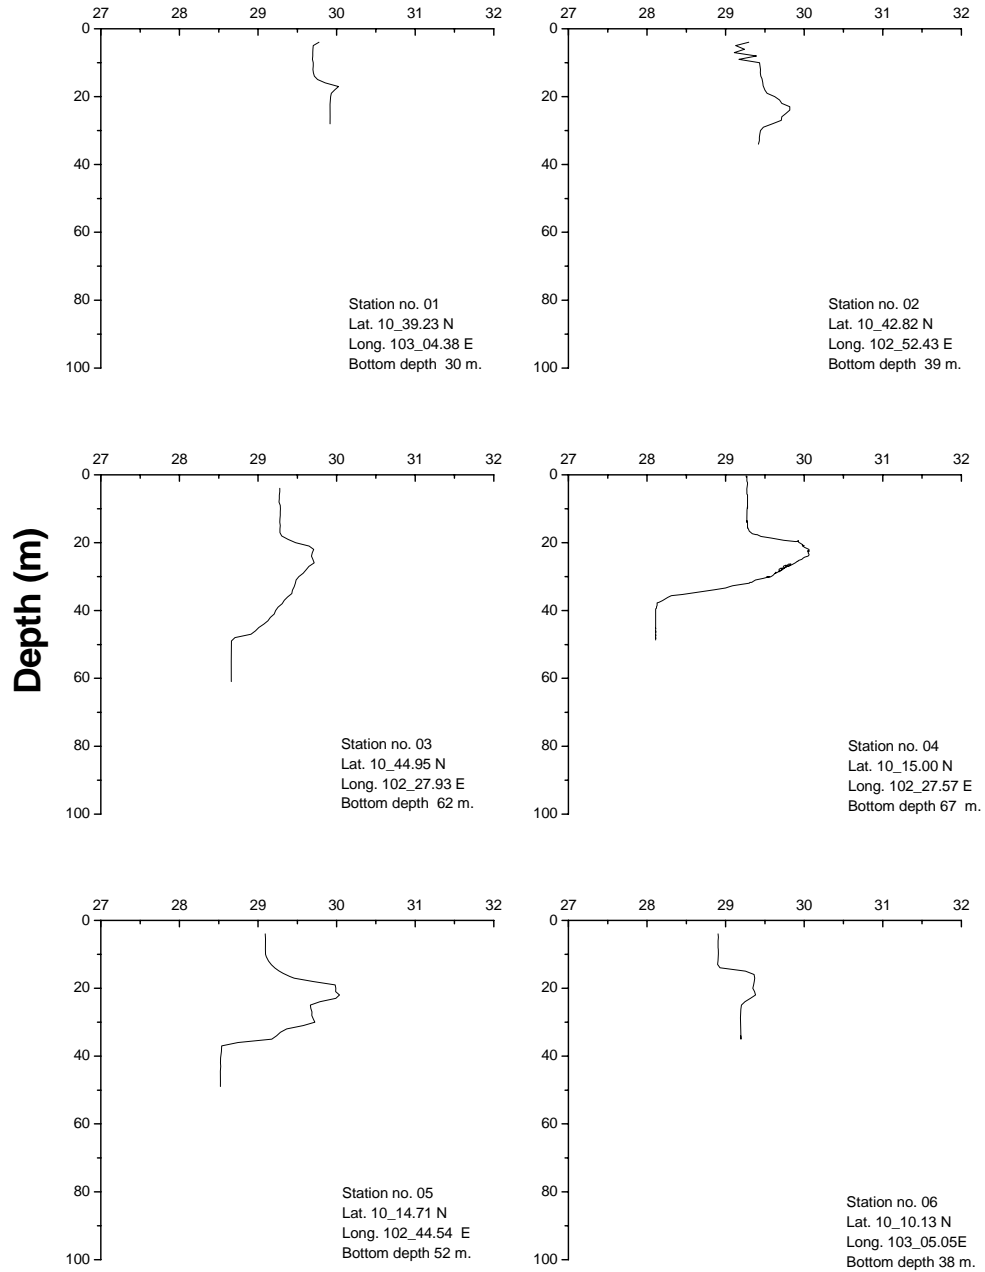 27 28 29 30 31 32
0
20
40
60
80
100
Station no. 01
Lat. 10_39.23 N
Long. 103_04.38 E
Bottom depth  30 m.
27 28 29 30 31 32
0
20
40
60
80
100
Station no. 02
Lat. 10_42.82 N
Long. 102_52.43 E
Bottom depth  39 m.
Depth (m)
27 28 29 30 31 32
0
20
40
60
80
100
Station no. 03
Lat. 10_44.95 N
Long. 102_27.93 E
Bottom depth  62 m.
27 28 29 30 31 32
0
20
40
60
80
100
Station no. 04
Lat. 10_15.00 N
Long. 102_27.57 E
Bottom depth 67  m.
27 28 29 30 31 32
0
20
40
60
80
100
Station no. 05
Lat. 10_14.71 N
Long. 102_44.54  E
Bottom depth 52 m.
27 28 29 30 31 32
0
20
40
60
80
100
Station no. 06
Lat. 10_10.13 N
Long. 103_05.05E
Bottom depth 38 m.